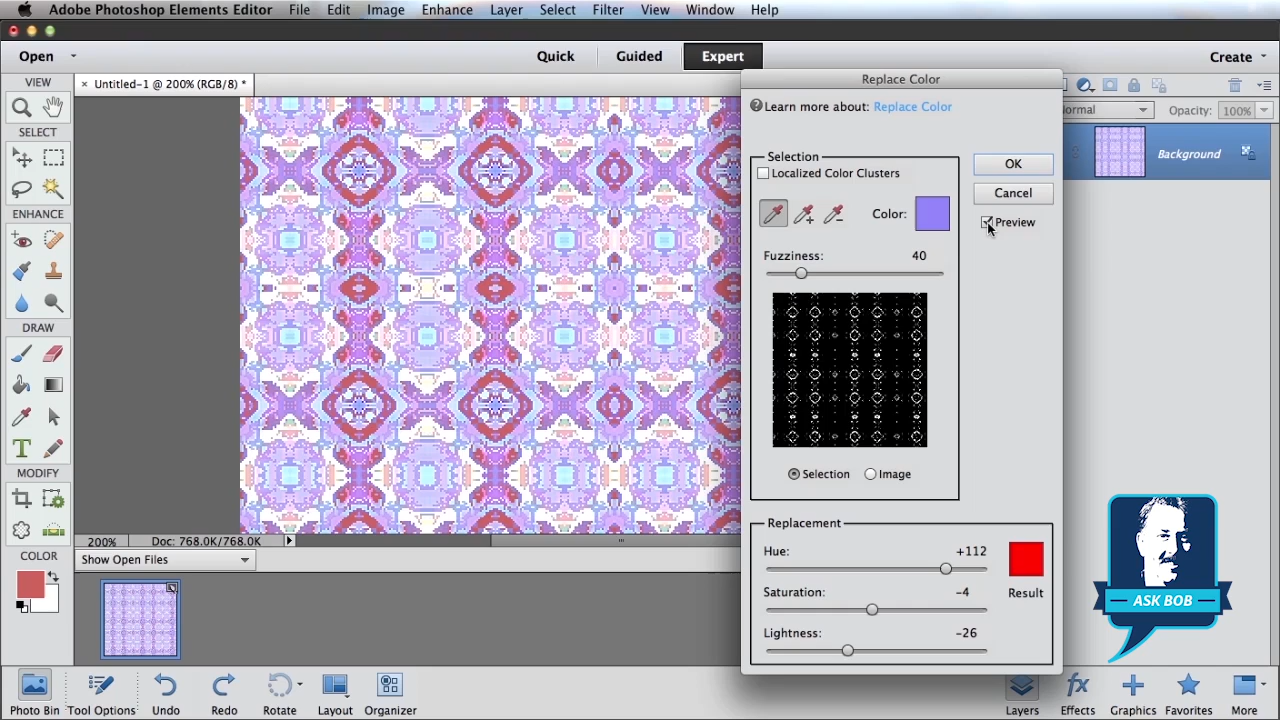 Adobe Photoshop Elements Editor File Edit Image Enhance Layer Select Filter View Window Help
Open Quick Guided Expert Create
VIEW
Untitled-1 @ 200% (RGB/8) *
SELECT
ENHANCE
DRAW
MODIFY
COLOR
200% Doc: 768.0K/768.0K
Show Open Files
Replace Color
Learn more about: Replace Color
Selection
Localized Color Clusters
Color:
Fuzziness: 40
Selection Image
OK
Cancel
Preview
Replacement
Hue: +112
Saturation: -4
Lightness: -26
Result
Opacity: 100%
Background
ASK BOB
Photo Bin Tool Options Undo Redo Rotate Layout Organizer Layers Effects Graphics Favorites More